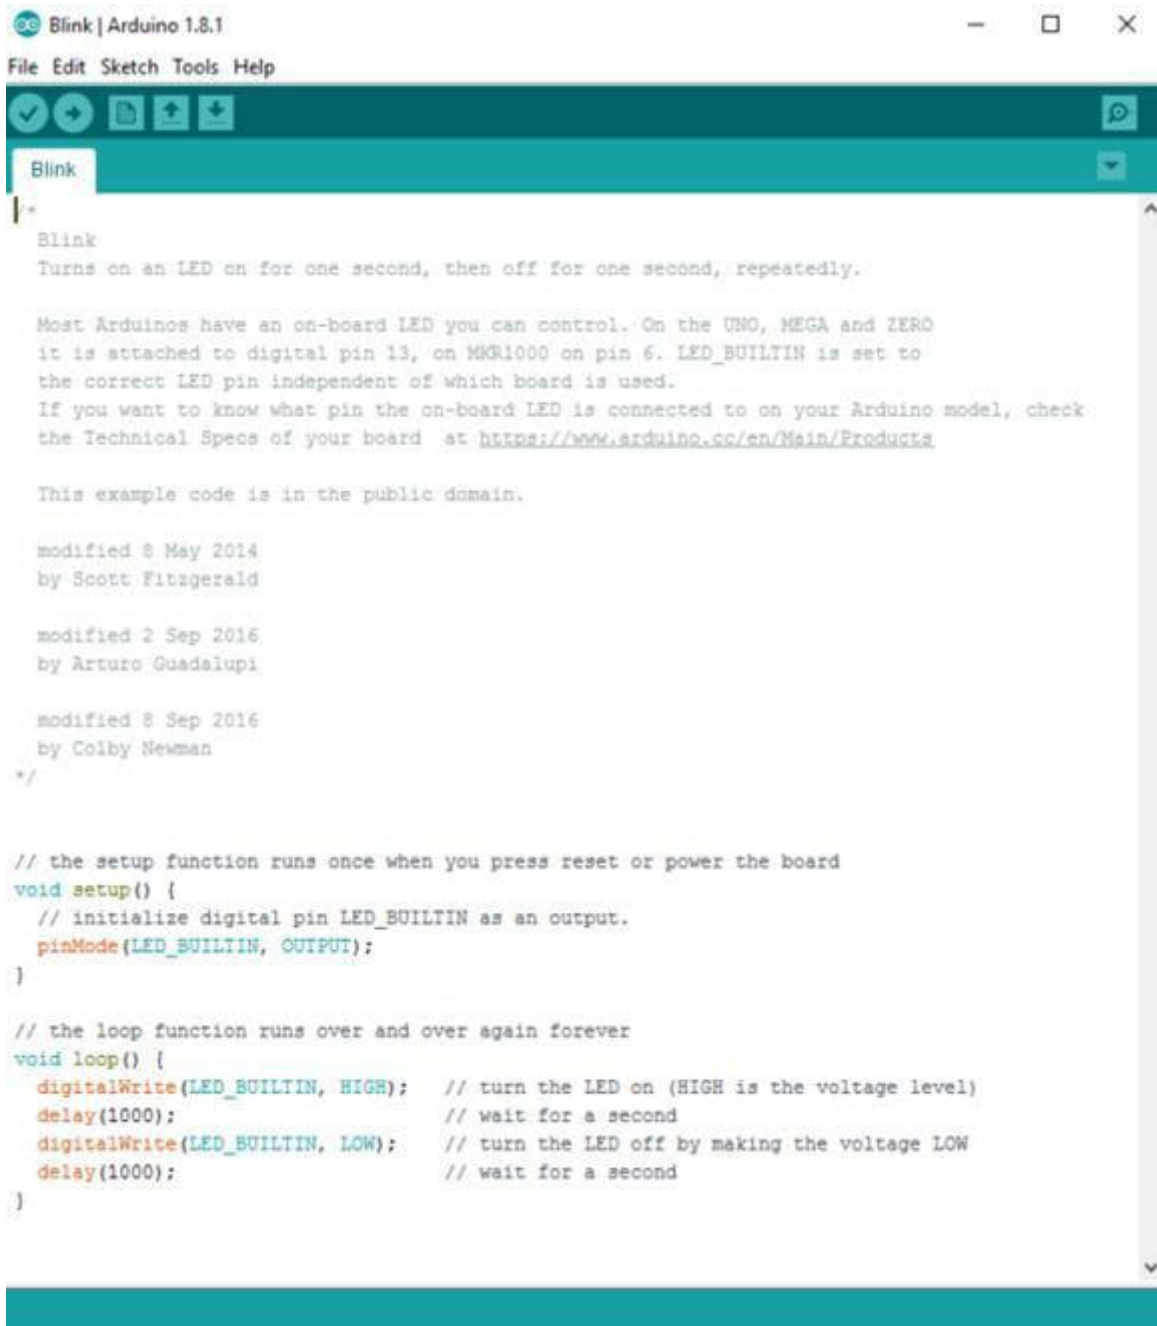 Blink | Arduino 1.8.1
File Edit Sketch Tools Help
Blink
/*
Blink
Turns on an LED on for one second, then off for one second, repeatedly.
Most Arduinos have an on-board LED you can control. On the UNO, MEGA and ZERO
it is attached to digital pin 13, on MKR1000 on pin 6. LED_BUILTIN is set to
the correct LED pin independent of which board is used.
If you want to know what pin the on-board LED is connected to on your Arduino model, check
the Technical Specs of your board  at https://www.arduino.cc/en/Main/Products
This example code is in the public domain.
modified 8 May 2014
by Scott Fitzgerald
modified 2 Sep 2016
by Arturo Guadalupi
modified 8 Sep 2016
by Colby Newman
*/
// the setup function runs once when you press reset or power the board
void setup() {
// initialize digital pin LED_BUILTIN as an output.
pinMode(LED_BUILTIN, OUTPUT);
}
// the loop function runs over and over again forever
void loop() {
digitalWrite(LED_BUILTIN, HIGH);   // turn the LED on (HIGH is the voltage level)
delay(1000);                       // wait for a second
digitalWrite(LED_BUILTIN, LOW);    // turn the LED off by making the voltage LOW
delay(1000);                       // wait for a second
}